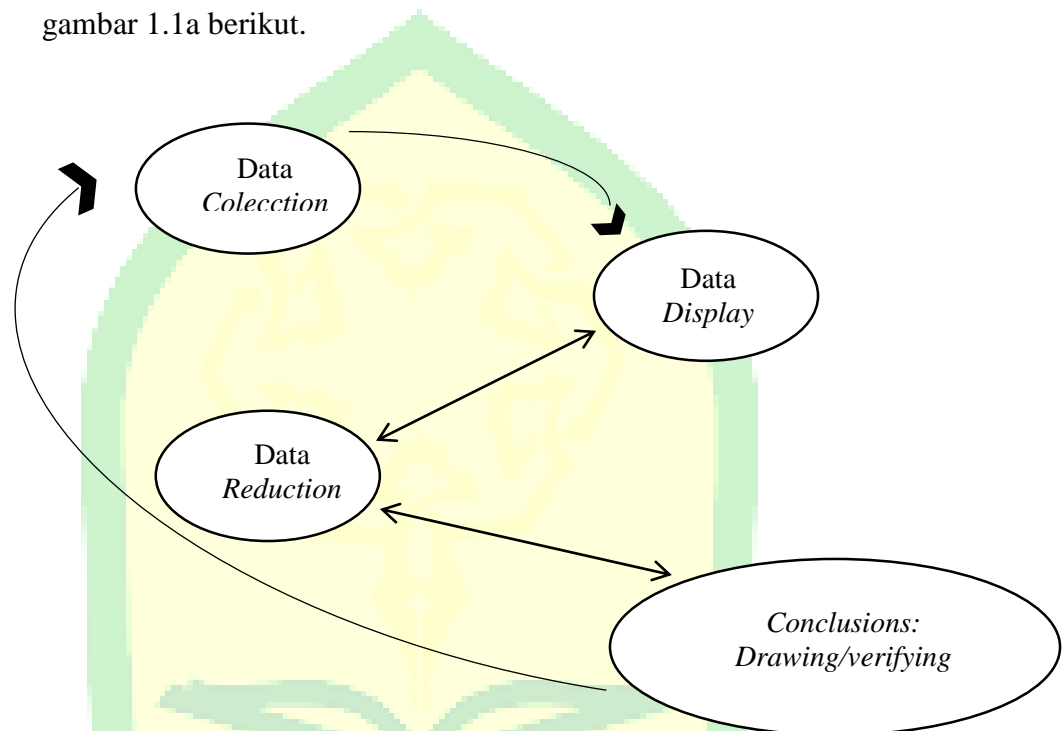 gambar 1.1a berikut.
Data
Colecction
Data
Display
Data
Reduction
Conclusions:
Drawing/verifying